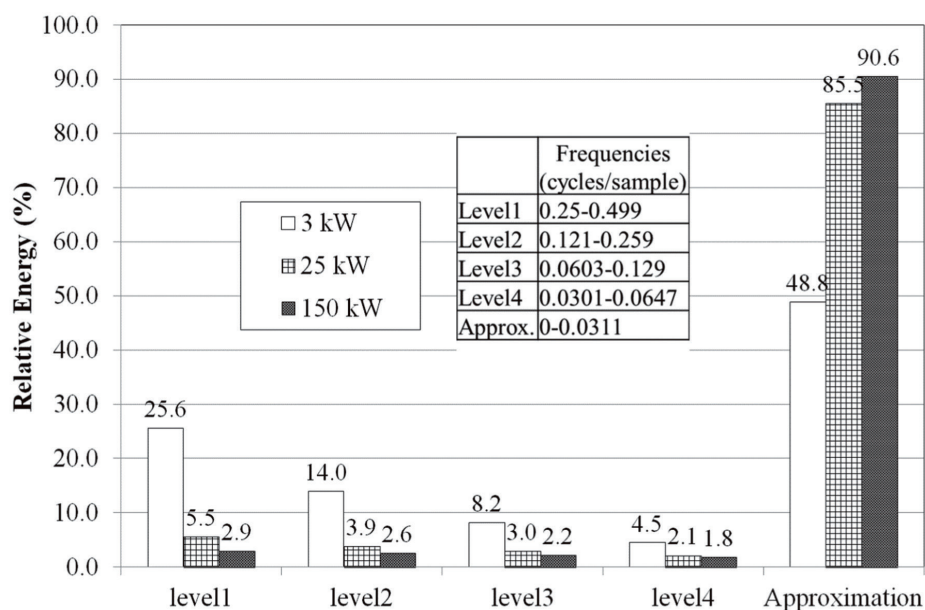 100.0
90.0
80.0
70.0
60.0
50.0
40.0
30.0
20.0
10.0
0.0
Relative Energy (%)
3 kW
25 kW
150 kW
Frequencies
(cycles/sample)
Level1 0.25-0.499
Level2 0.121-0.259
Level3 0.0603-0.129
Level4 0.0301-0.0647
Approx. 0-0.0311
25.6
5.5
2.9
14.0
3.9
2.6
8.2
3.0
2.2
4.5
2.1
1.8
48.8
85.5
90.6
level1
level2
level3
level4
Approximation